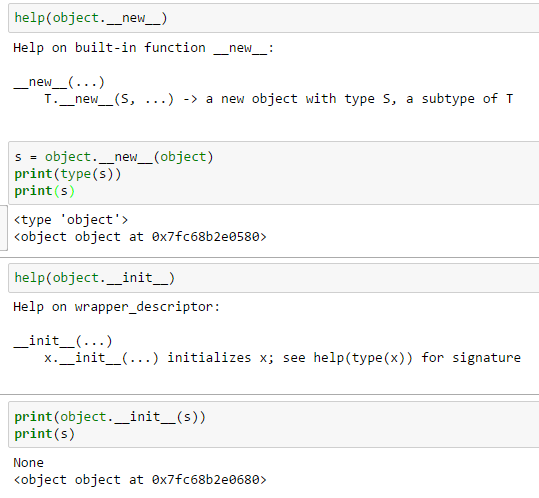 help(object.__new__)
Help on built-in function __new__:
__new__(...)
T.__new__(S, ...) -> a new object with type S, a subtype of T
s = object.__new__(object)
print(type(s))
print(s)
<type 'object'>
<object object at 0x7fc68b2e0580>
help(object.__init__)
Help on wrapper_descriptor:
__init__(...)
x.__init__(...) initializes x; see help(type(x)) for signature
print(object.__init__(s))
print(s)
None
<object object at 0x7fc68b2e0680>